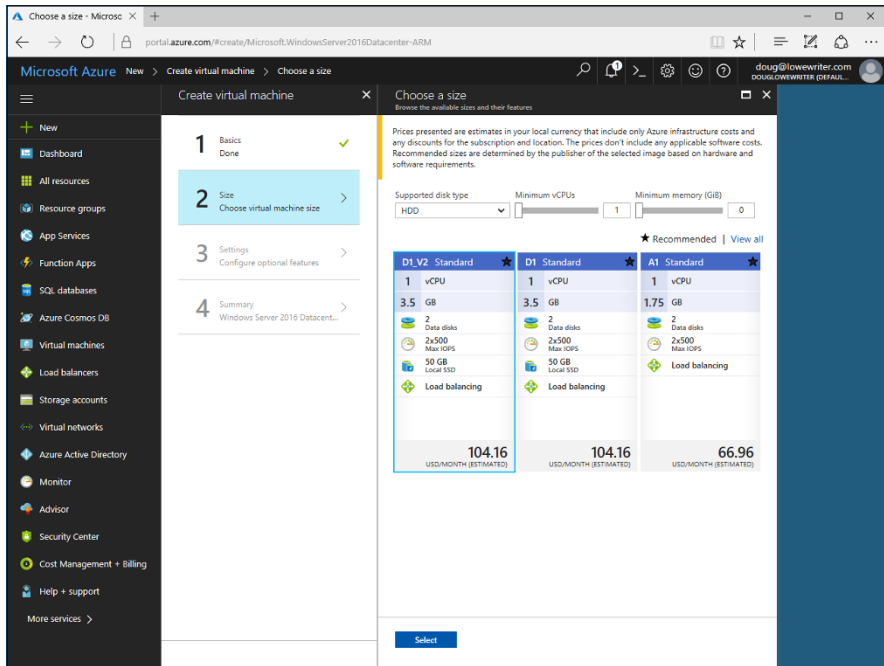 Choose a size - Microsc
portal.azure.com/#create/Microsoft.WindowsServer2016Datacenter-ARM
Microsoft Azure New > Create virtual machine > Choose a size
1
doug@lowewriter.com
DOUGLOWEWRITER (DEFAUL...
New
Dashboard
All resources
Resource groups
App Services
Function Apps
SQL databases
Azure Cosmos DB
Virtual machines
Load balancers
Storage accounts
Virtual networks
Azure Active Directory
Monitor
Advisor
Security Center
Cost Management + Billing
Help + support
More services >
Create virtual machine
1 Basics
Done
2 Size
Choose virtual machine size
3 Settings
Configure optional features
4 Summary
Windows Server 2016 Datacent...
Choose a size
Browse the available sizes and their features
Prices presented are estimates in your local currency that include only Azure infrastructure costs and
any discounts for the subscription and location. The prices don't include any applicable software costs.
Recommended sizes are determined by the publisher of the selected image based on hardware and
software requirements.
Supported disk type
HDD
Minimum vCPUs
1
Minimum memory (GiB)
0
★ Recommended | View all
D1_V2 Standard
1 vCPU
3.5 GB
2
Data disks
2x500
Max IOPS
50 GB
Local SSD
Load balancing
104.16
USD/MONTH (ESTIMATED)
D1 Standard
1 vCPU
3.5 GB
2
Data disks
2x500
Max IOPS
50 GB
Local SSD
Load balancing
104.16
USD/MONTH (ESTIMATED)
A1 Standard
1 vCPU
1.75 GB
2
Data disks
2x500
Max IOPS
Load balancing
66.96
USD/MONTH (ESTIMATED)
Select